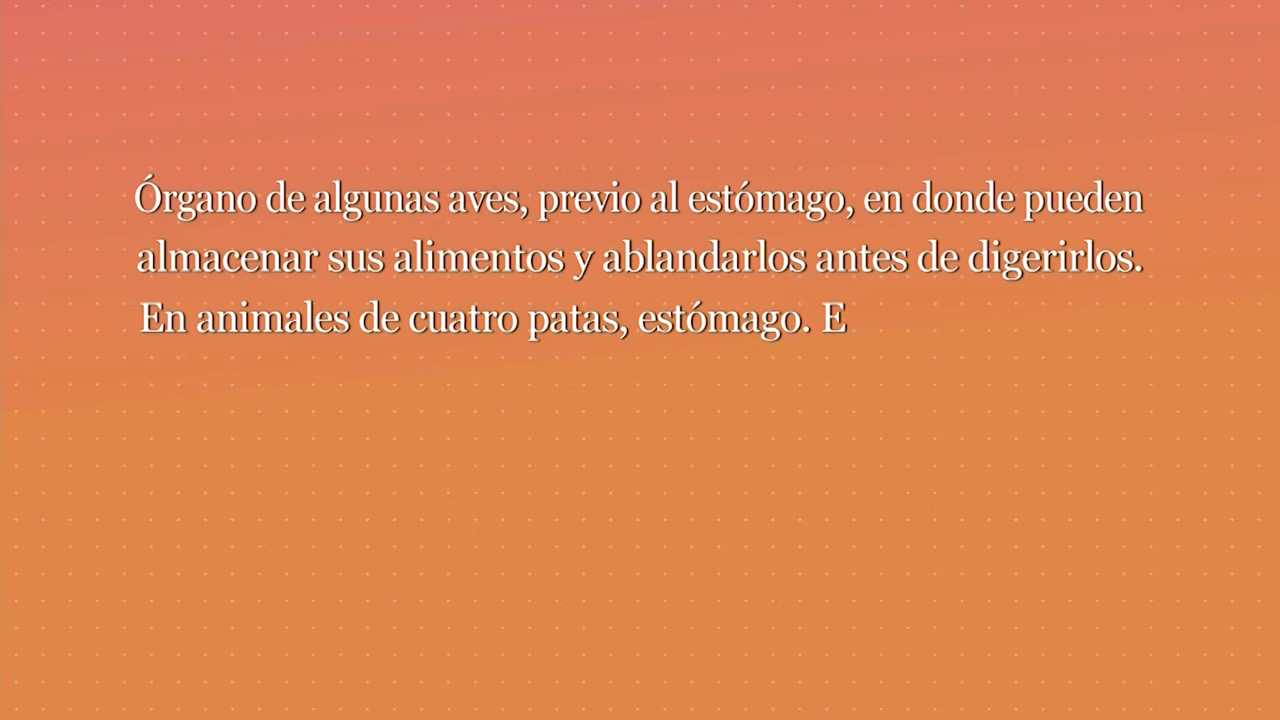 Órgano de algunas aves, previo al estómago, en donde pueden
almacenar sus alimentos y ablandarlos antes de digerirlos.
En animales de cuatro patas, estómago. E